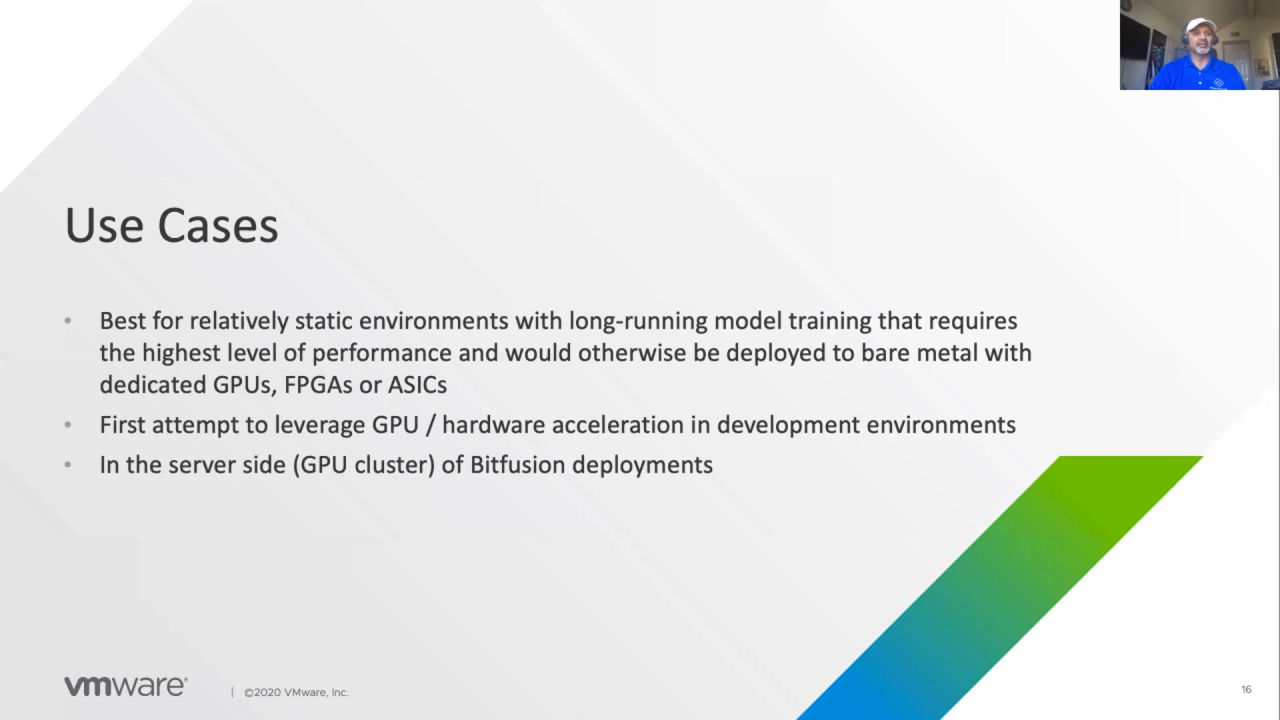 Use Cases
• Best for relatively static environments with long-running model training that requires
the highest level of performance and would otherwise be deployed to bare metal with
dedicated GPUs, FPGAs or ASICs
• First attempt to leverage GPU / hardware acceleration in development environments
• In the server side (GPU cluster) of Bitfusion deployments
vmware® | ©2020 VMware, Inc. 16